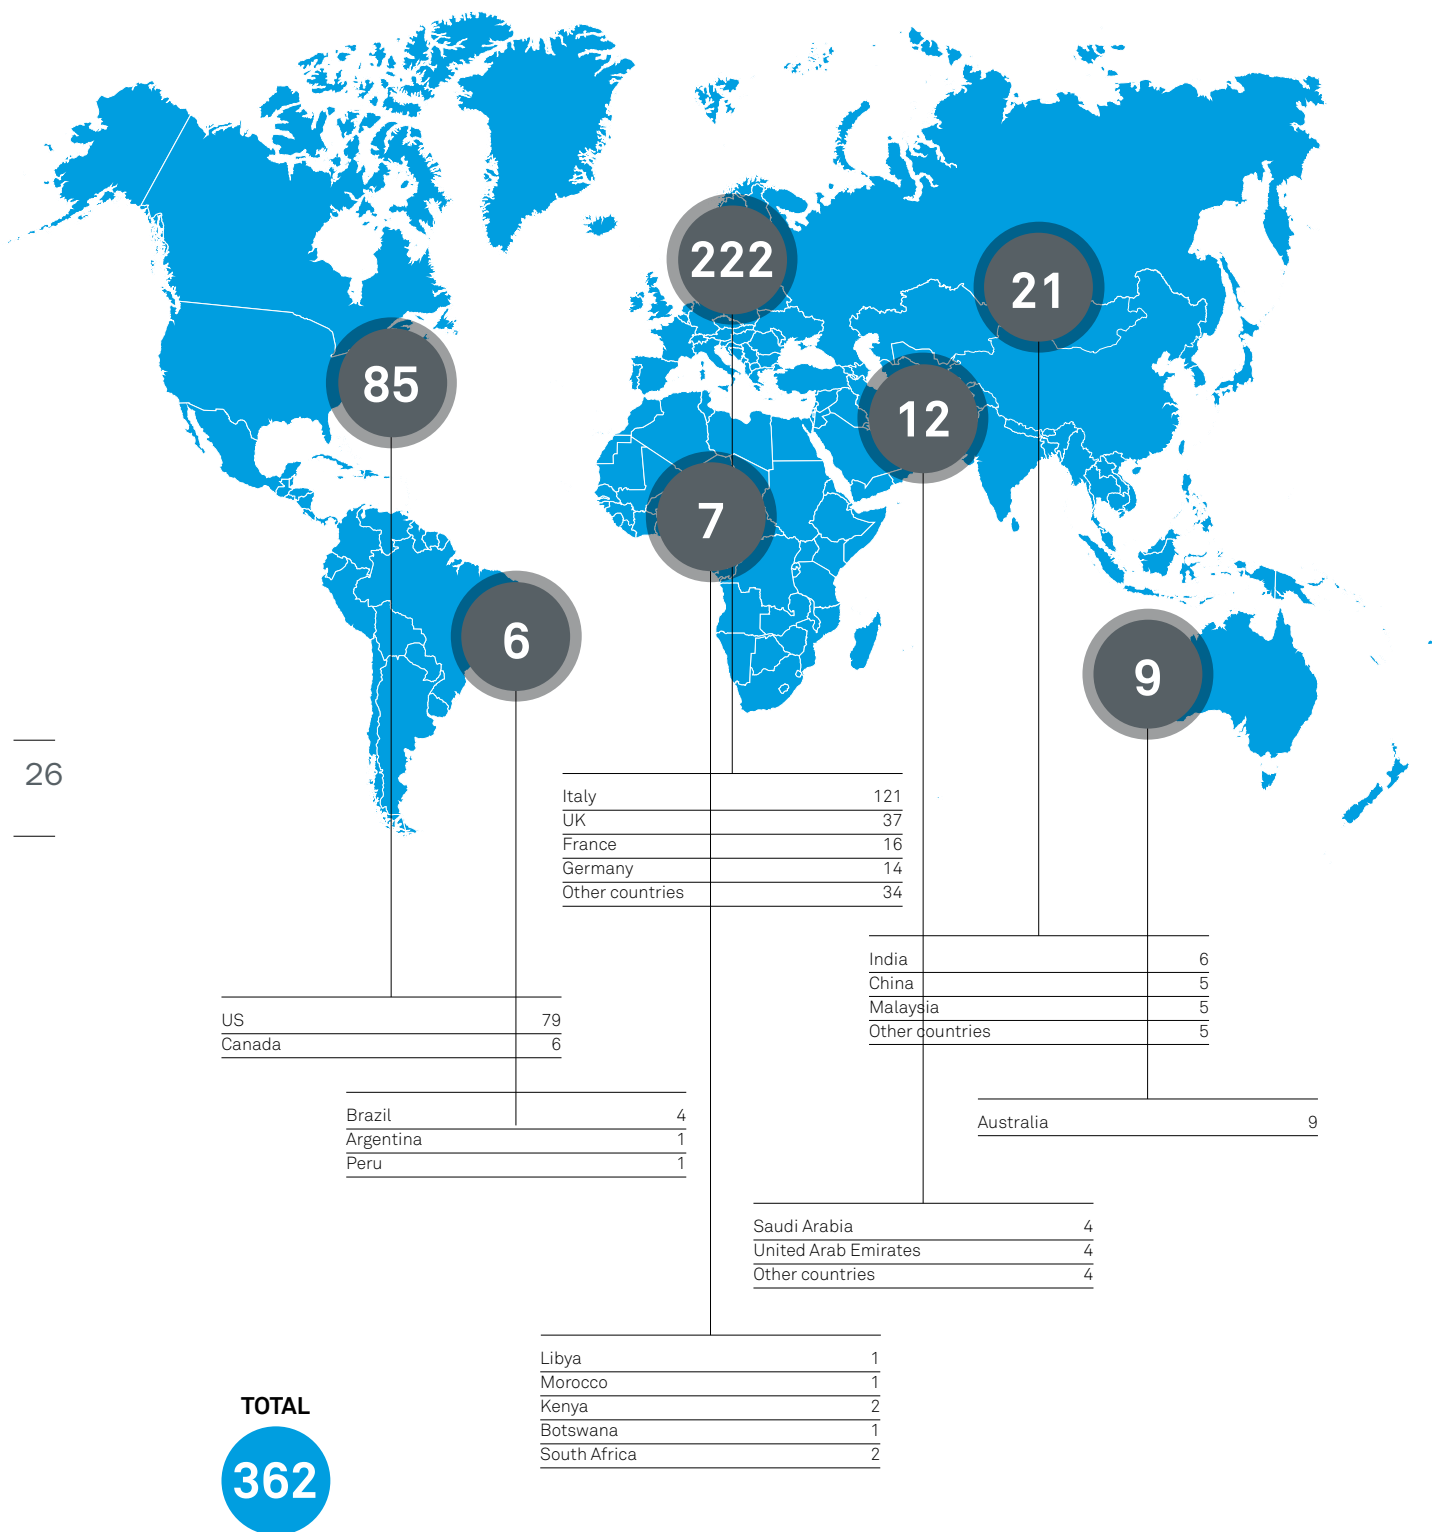 222
21
85
12
7
6
9
26
Italy 121
UK 37
France 16
Germany 14
Other countries 34
India 6
China 5
Malaysia 5
Other countries 5
US 79
Canada 6
Brazil 4
Argentina 1
Peru 1
Australia 9
Saudi Arabia 4
United Arab Emirates 4
Other countries 4
Libya 1
Morocco 1
Kenya 2
Botswana 1
South Africa 2
TOTAL
362